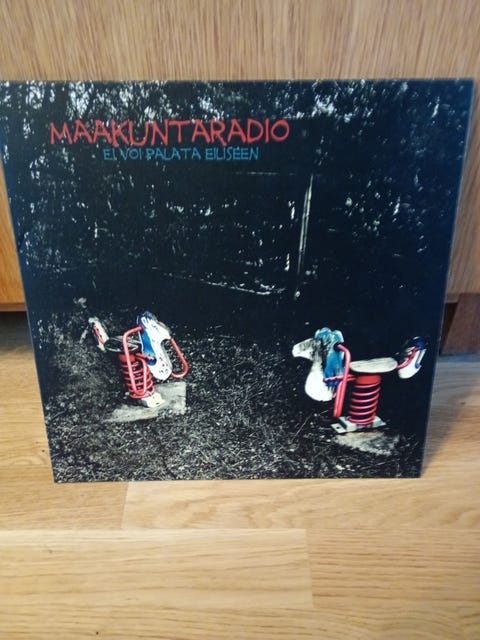 MAAKUNTARADIO
EI VOI PALATA EILISEEN